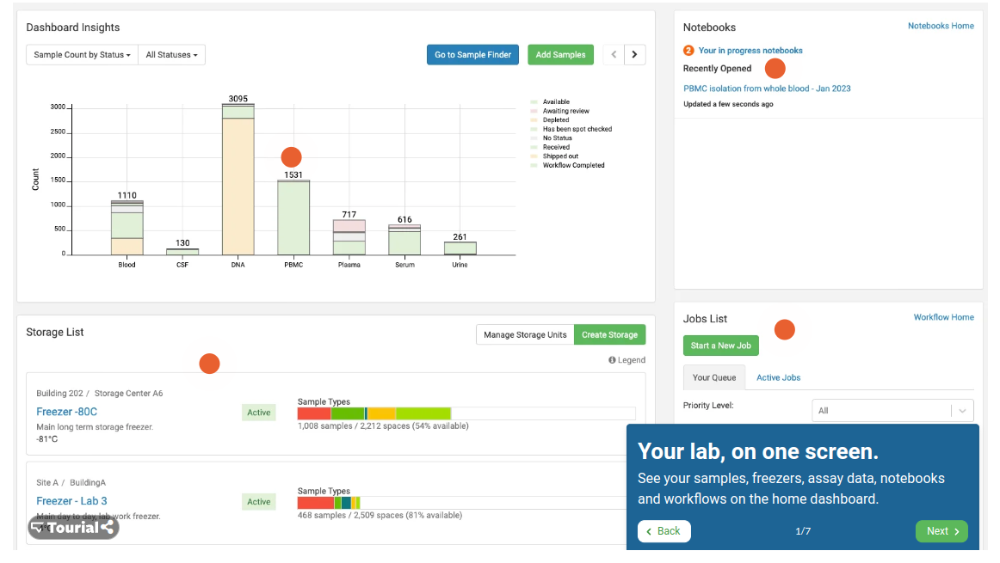 Dashboard Insights
Sample Count by Status All Statuses Go to Sample Finder Add Samples
3095
1531
1110
717
616
261
130
3000
2500
2000
1500
1000
500
0
Count
Blood CSF DNA PBMC Plasma Serum Urine
Available
Awaiting review
Depleted
Has been spot checked
No Status
Received
Shipped out
Workflow Completed
Notebooks Notebooks Home
2 Your in progress notebooks
Recently Opened
PBMC isolation from whole blood - Jan 2023
Updated a few seconds ago
Storage List Manage Storage Units Create Storage
Legend
Building 202 / Storage Center A6
Freezer -80C
Main long term storage freezer.
-81°C
Active
Sample Types
1,008 samples / 2,212 spaces (54% available)
Site A / BuildingA
Freezer - Lab 3
Main day to day, lab work freezer.
Active
Sample Types
468 samples / 2,509 spaces (81% available)
Tourial
Jobs List Workflow Home
Start a New Job
Your Queue Active Jobs
Priority Level: All
Your lab, on one screen.
See your samples, freezers, assay data, notebooks
and workflows on the home dashboard.
Back 1/7 Next